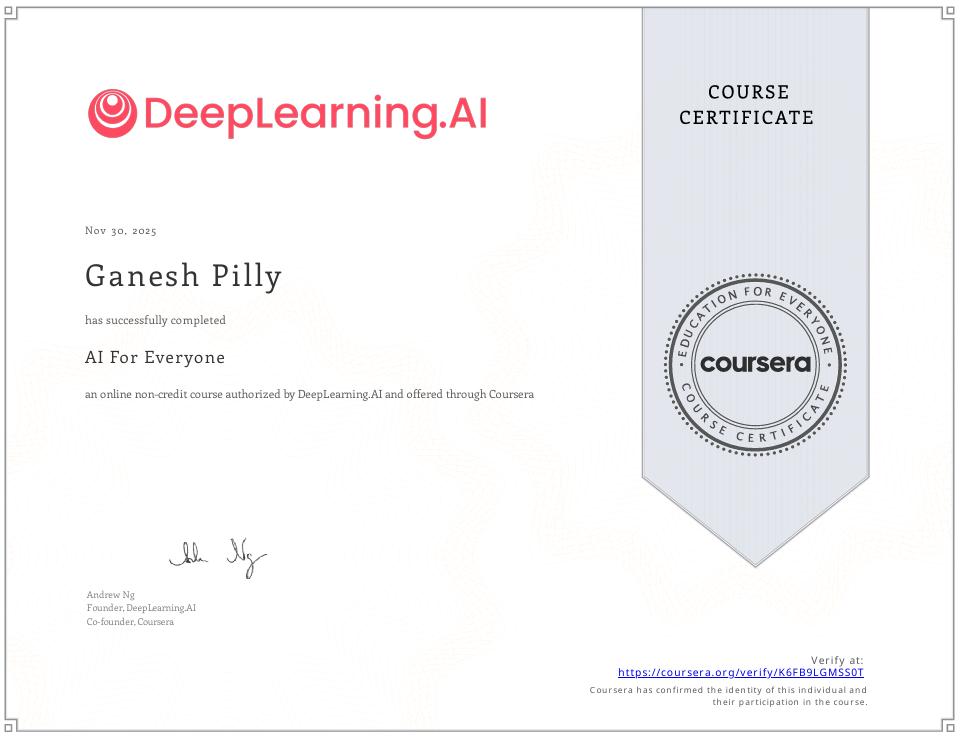 DeepLearning.AI
COURSE
CERTIFICATE
Nov 30, 2025
Ganesh Pilly
has successfully completed
AI For Everyone
an online non-credit course authorized by DeepLearning.AI and offered through Coursera
EDUCATION FOR EVERYONE
coursera
COURSE CERTIFICATE
Andrew Ng
Founder, DeepLearning.AI
Co-founder, Coursera
Verify at:
https://coursera.org/verify/K6FB9LGMSS0T
Coursera has confirmed the identity of this individual and
their participation in the course.